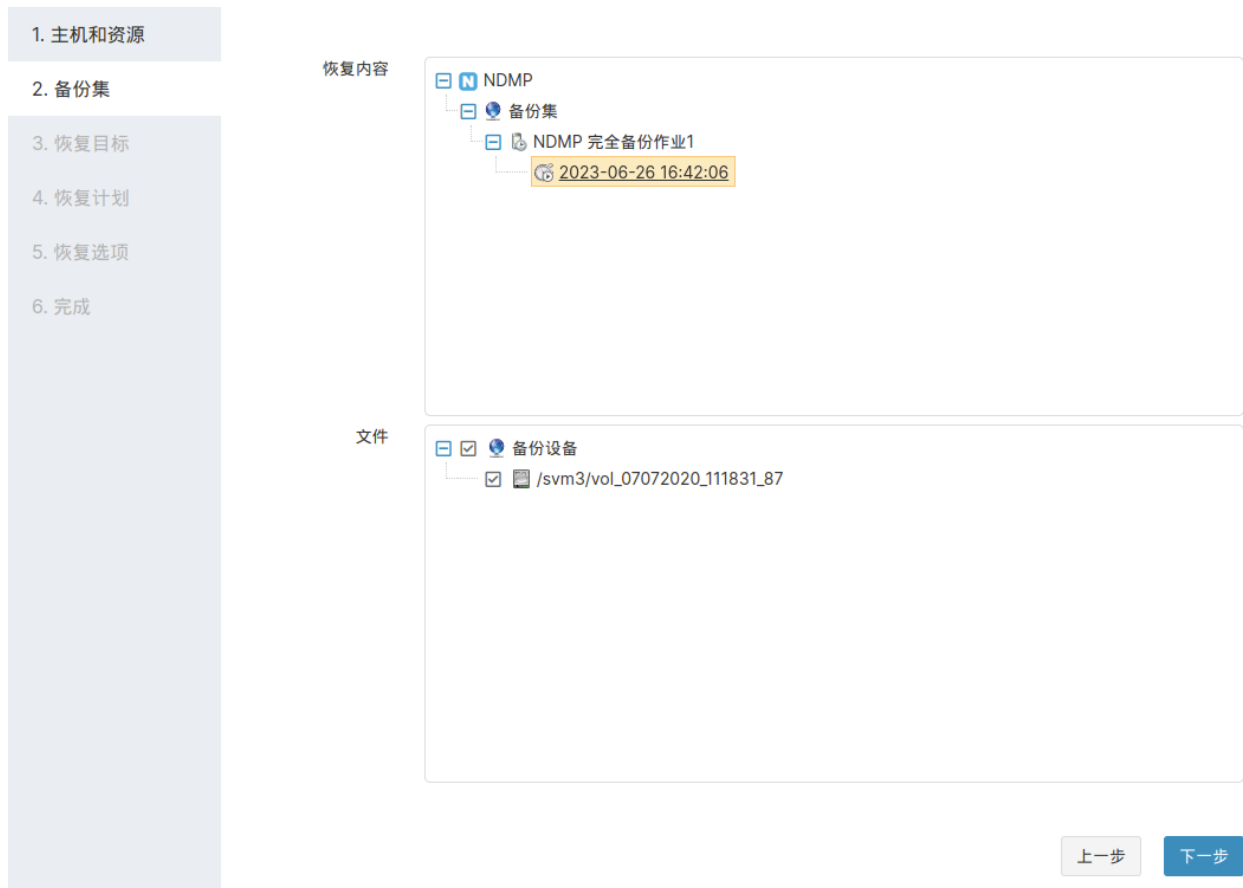 1. 主机和资源
2. 备份集
3. 恢复目标
4. 恢复计划
5. 恢复选项
6. 完成
恢复内容
NDMP
备份集
NDMP 完全备份作业1
2023-06-26 16:42:06
文件
备份设备
/svm3/vol_07072020_111831_87
上一步
下一步